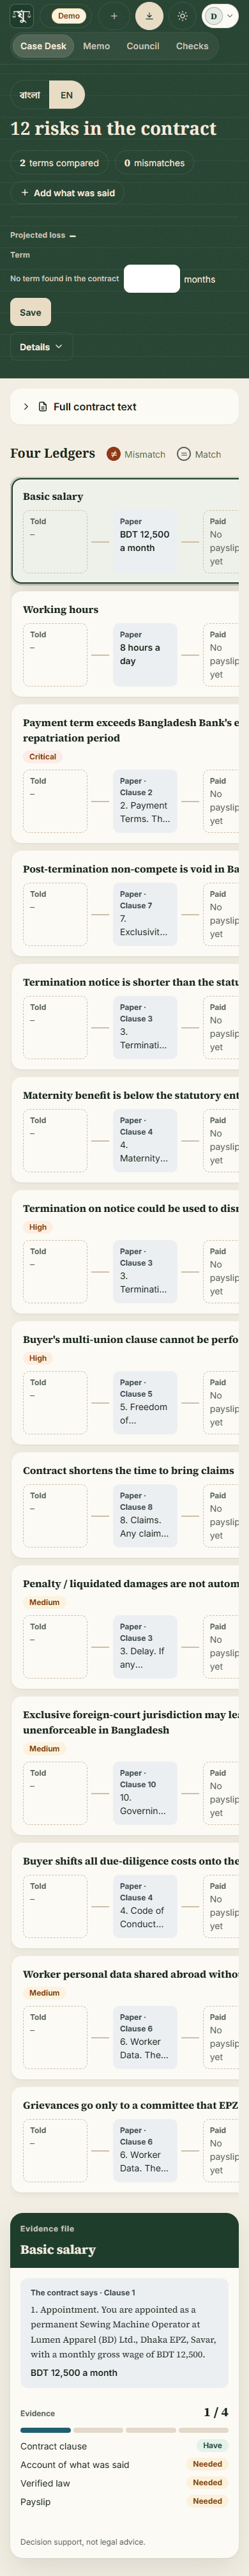 যু
Demo
D
Case Desk Memo Council Checks
বাংলা EN
12 risks in the contract
2 terms compared 0 mismatches
+ Add what was said
Projected loss –
Term
No term found in the contract months
Save
Details
Full contract text
Four Ledgers ≠ Mismatch = Match
Basic salary
Told
–
Paper
BDT 12,500
a month
Paid
No
payslip
yet
Working hours
Told
–
Paper
8 hours a
day
Paid
No
payslip
yet
Payment term exceeds Bangladesh Bank's e
repatriation period
Critical
Told
–
Paper ·
Clause 2
2. Payment
Terms. Th...
Paid
No
payslip
yet
Post-termination non-compete is void in Ba
Told
–
Paper ·
Clause 7
7.
Exclusivit...
Paid
No
payslip
yet
Termination notice is shorter than the statu
Told
–
Paper ·
Clause 3
3.
Terminati...
Paid
No
payslip
yet
Maternity benefit is below the statutory ent
Told
–
Paper ·
Clause 4
4.
Maternity...
Paid
No
payslip
yet
Termination on notice could be used to disr
High
Told
–
Paper ·
Clause 3
3.
Terminati...
Paid
No
payslip
yet
Buyer's multi-union clause cannot be perfo
High
Told
–
Paper ·
Clause 5
5. Freedom
of...
Paid
No
payslip
yet
Contract shortens the time to bring claims
Told
–
Paper ·
Clause 8
8. Claims.
Any claim...
Paid
No
payslip
yet
Penalty / liquidated damages are not autom
Medium
Told
–
Paper ·
Clause 3
3. Delay. If
any...
Paid
No
payslip
yet
Exclusive foreign-court jurisdiction may lea
unenforceable in Bangladesh
Medium
Told
–
Paper ·
Clause 10
10.
Governin...
Paid
No
payslip
yet
Buyer shifts all due-diligence costs onto the
Told
–
Paper ·
Clause 4
4. Code of
Conduct...
Paid
No
payslip
yet
Worker personal data shared abroad witho
Medium
Told
–
Paper ·
Clause 6
6. Worker
Data. The...
Paid
No
payslip
yet
Grievances go only to a committee that EPZ
Told
–
Paper ·
Clause 6
6. Worker
Data. The...
Paid
No
payslip
yet
Evidence file
Basic salary
The contract says · Clause 1
1. Appointment. You are appointed as a
permanent Sewing Machine Operator at
Lumen Apparel (BD) Ltd., Dhaka EPZ, Savar,
with a monthly gross wage of BDT 12,500.
BDT 12,500 a month
Evidence 1 / 4
Contract clause Have
Account of what was said Needed
Verified law Needed
Payslip Needed
Decision support, not legal advice.